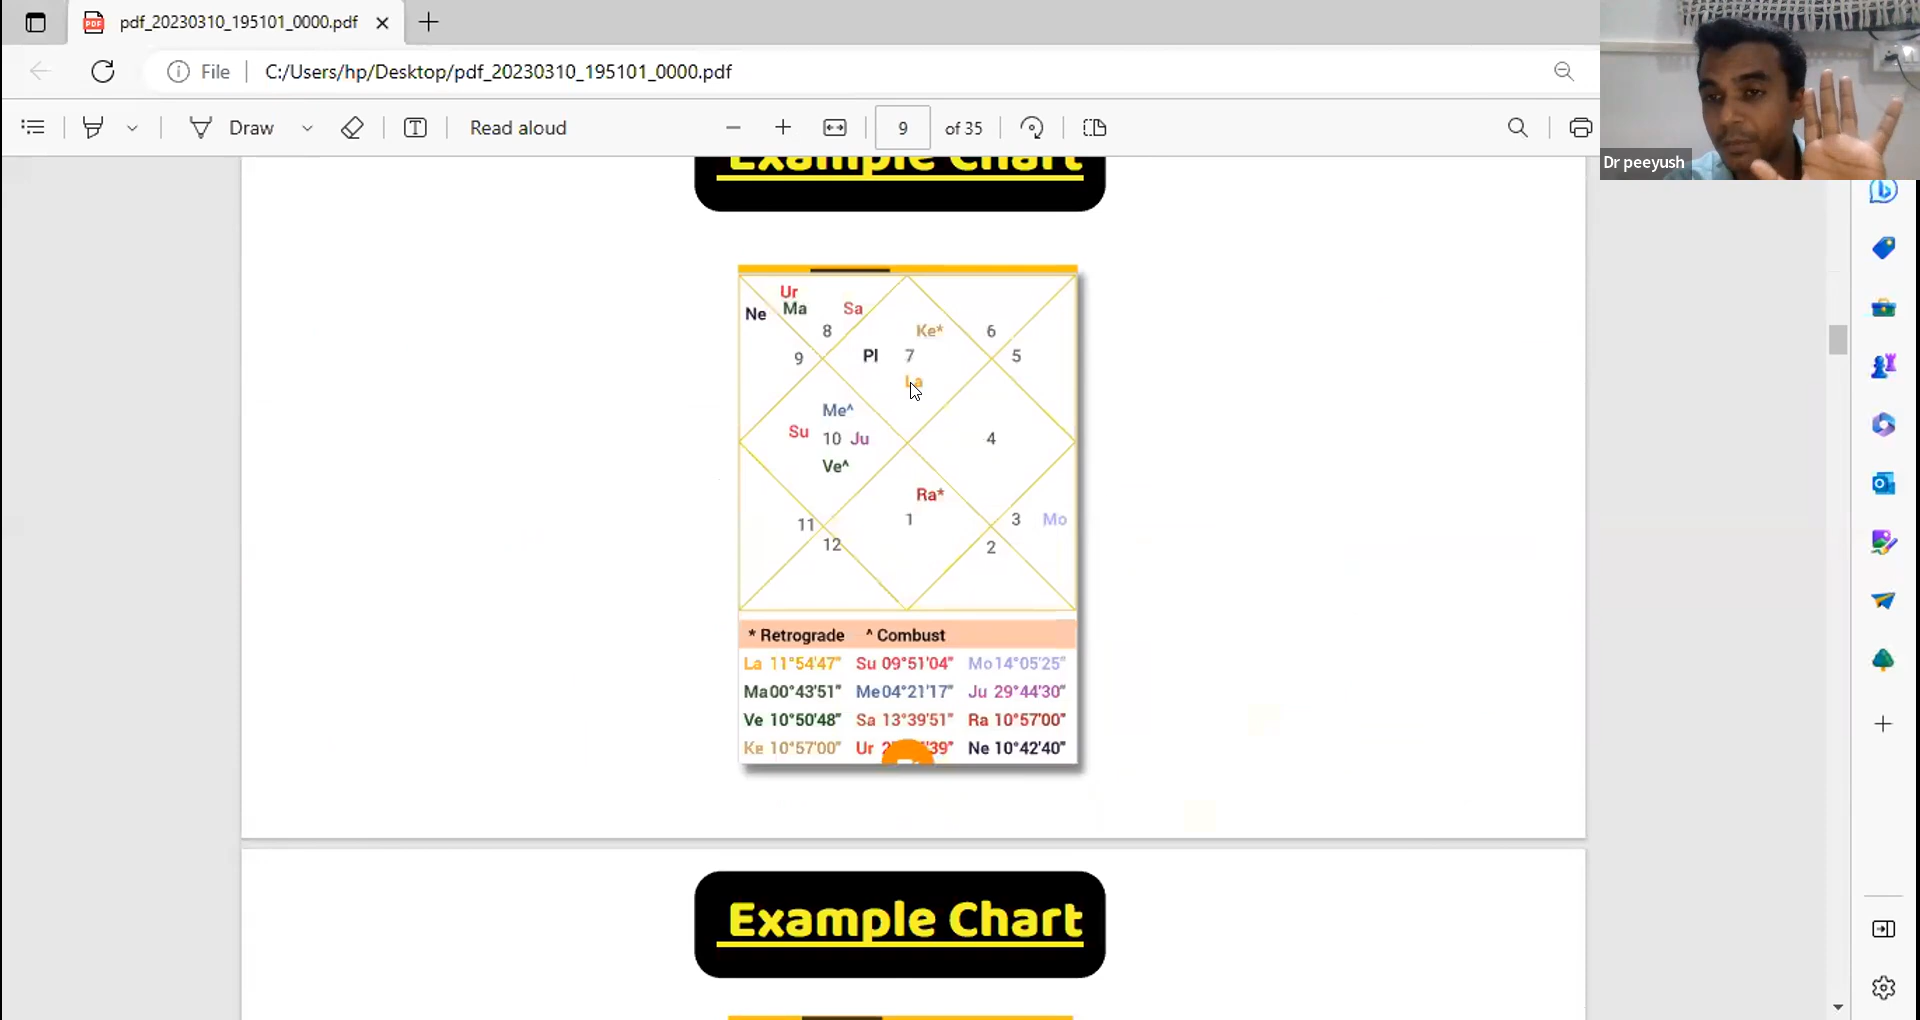 pdf_20230310_195101_0000.pdf
File C:/Users/hp/Desktop/pdf_20230310_195101_0000.pdf
Draw Read aloud 9 of 35
Dr peeyush
Example Chart
Ur
Ne Ma Sa
8 Ke* 6
9 Pl 7 5
La
Me^
Su 10 Ju 4
Ve^
Ra*
11 1 3 Mo
12 2
* Retrograde ^ Combust
La 11°54'47" Su 09°51'04" Mo 14°05'25"
Ma 00°43'51" Me 04°21'17" Ju 29°44'30"
Ve 10°50'48" Sa 13°39'51" Ra 10°57'00"
Ke 10°57'00" Ur Ne 10°42'40"
Example Chart